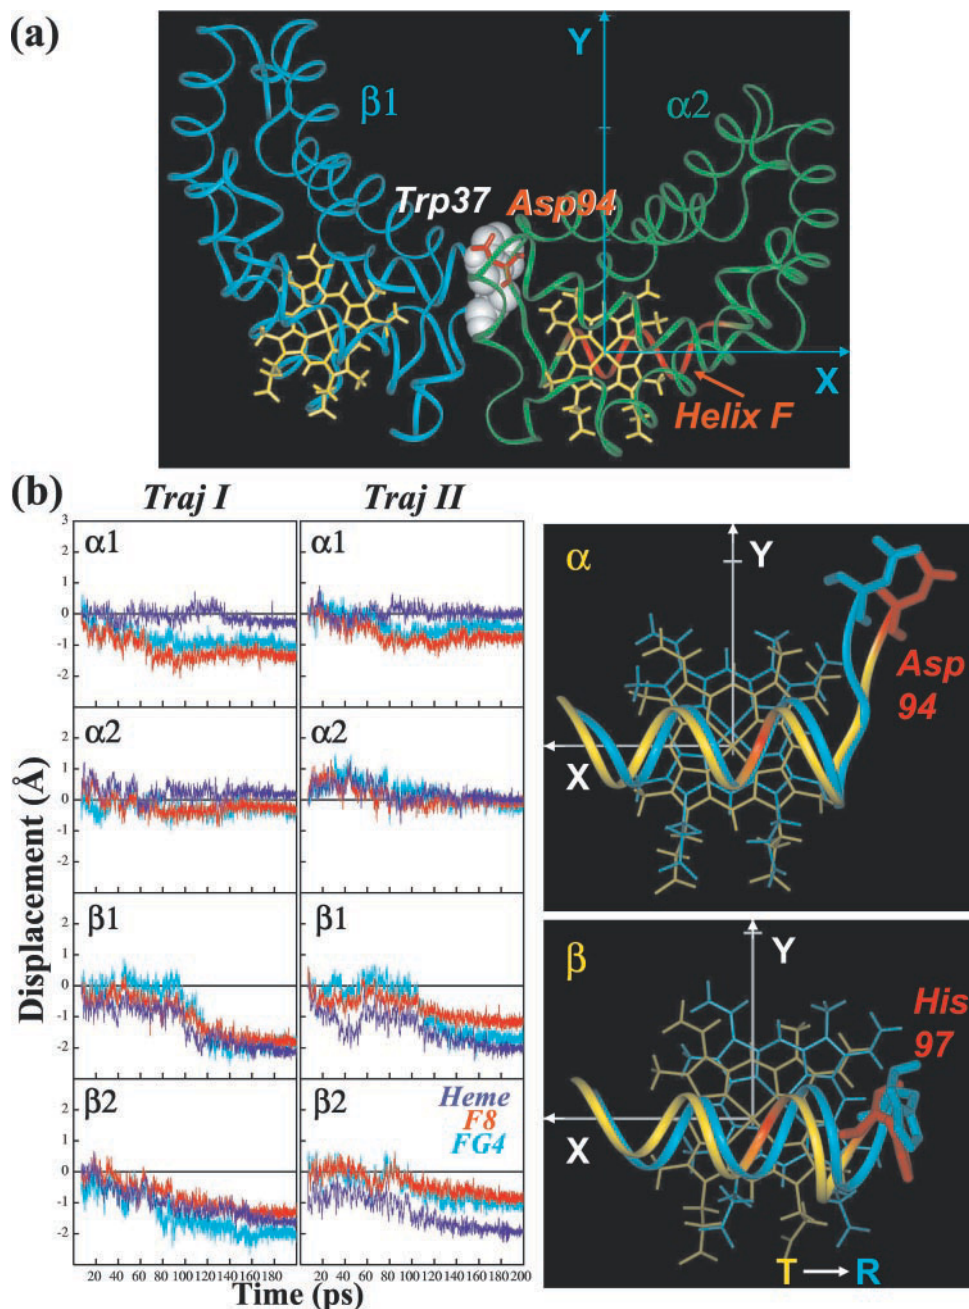 (a)
Y
β1
α2
Trp37 Asp94
X
Helix F
(b)
Traj I
Traj II
Displacement (Å)
3
2
1
0
-1
-2
α1
α1
2
1
0
-1
-2
α2
α2
2
1
0
-1
-2
β1
β1
2
1
0
-1
-2
β2
β2
Heme
F8
FG4
20 40 60 80 100 120 140 160 180
20 40 60 80 100 120 140 160 180 200
Time (ps)
α
Y
Asp
94
X
β
Y
His
97
X
T → R